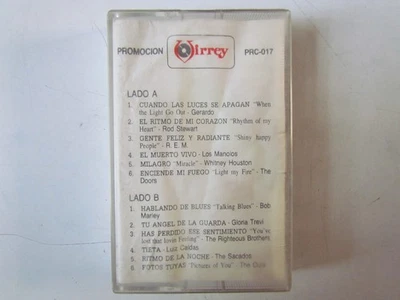 PROMOCION Virrey PRC-017
LADO A
1. CUANDO LAS LUCES SE APAGAN "When
the Light Go Out - Gerardo
2. EL RITMO DE MI CORAZON "Rhythm of my
Heart - Rod Stewart
3. GENTE FELIZ Y RADIANTE "Shiny happy
People" - R.E.M
4. EL MUERTO VIVO - Los Manolos
5. MILAGRO "Miracle" - Whitney Houston
6. ENCIENDE MI FUEGO "Light my Fire" - The
Doors
LADO B
1. HABLANDO DE BLUES "Talking Blues" - Bob
Marley
2. TU ANGEL DE LA GUARDA - Gloria Trevi
3 HAS PERDIDO ESE SENTIMIENTO "You've
lost that lovin Feeling" - The Righteous Brothers
4. TIETA - Luiz Caldas
5. RITMO DE LA NOCHE - The Sacados
6. FOTOS TUYAS "Pictures of You" - The